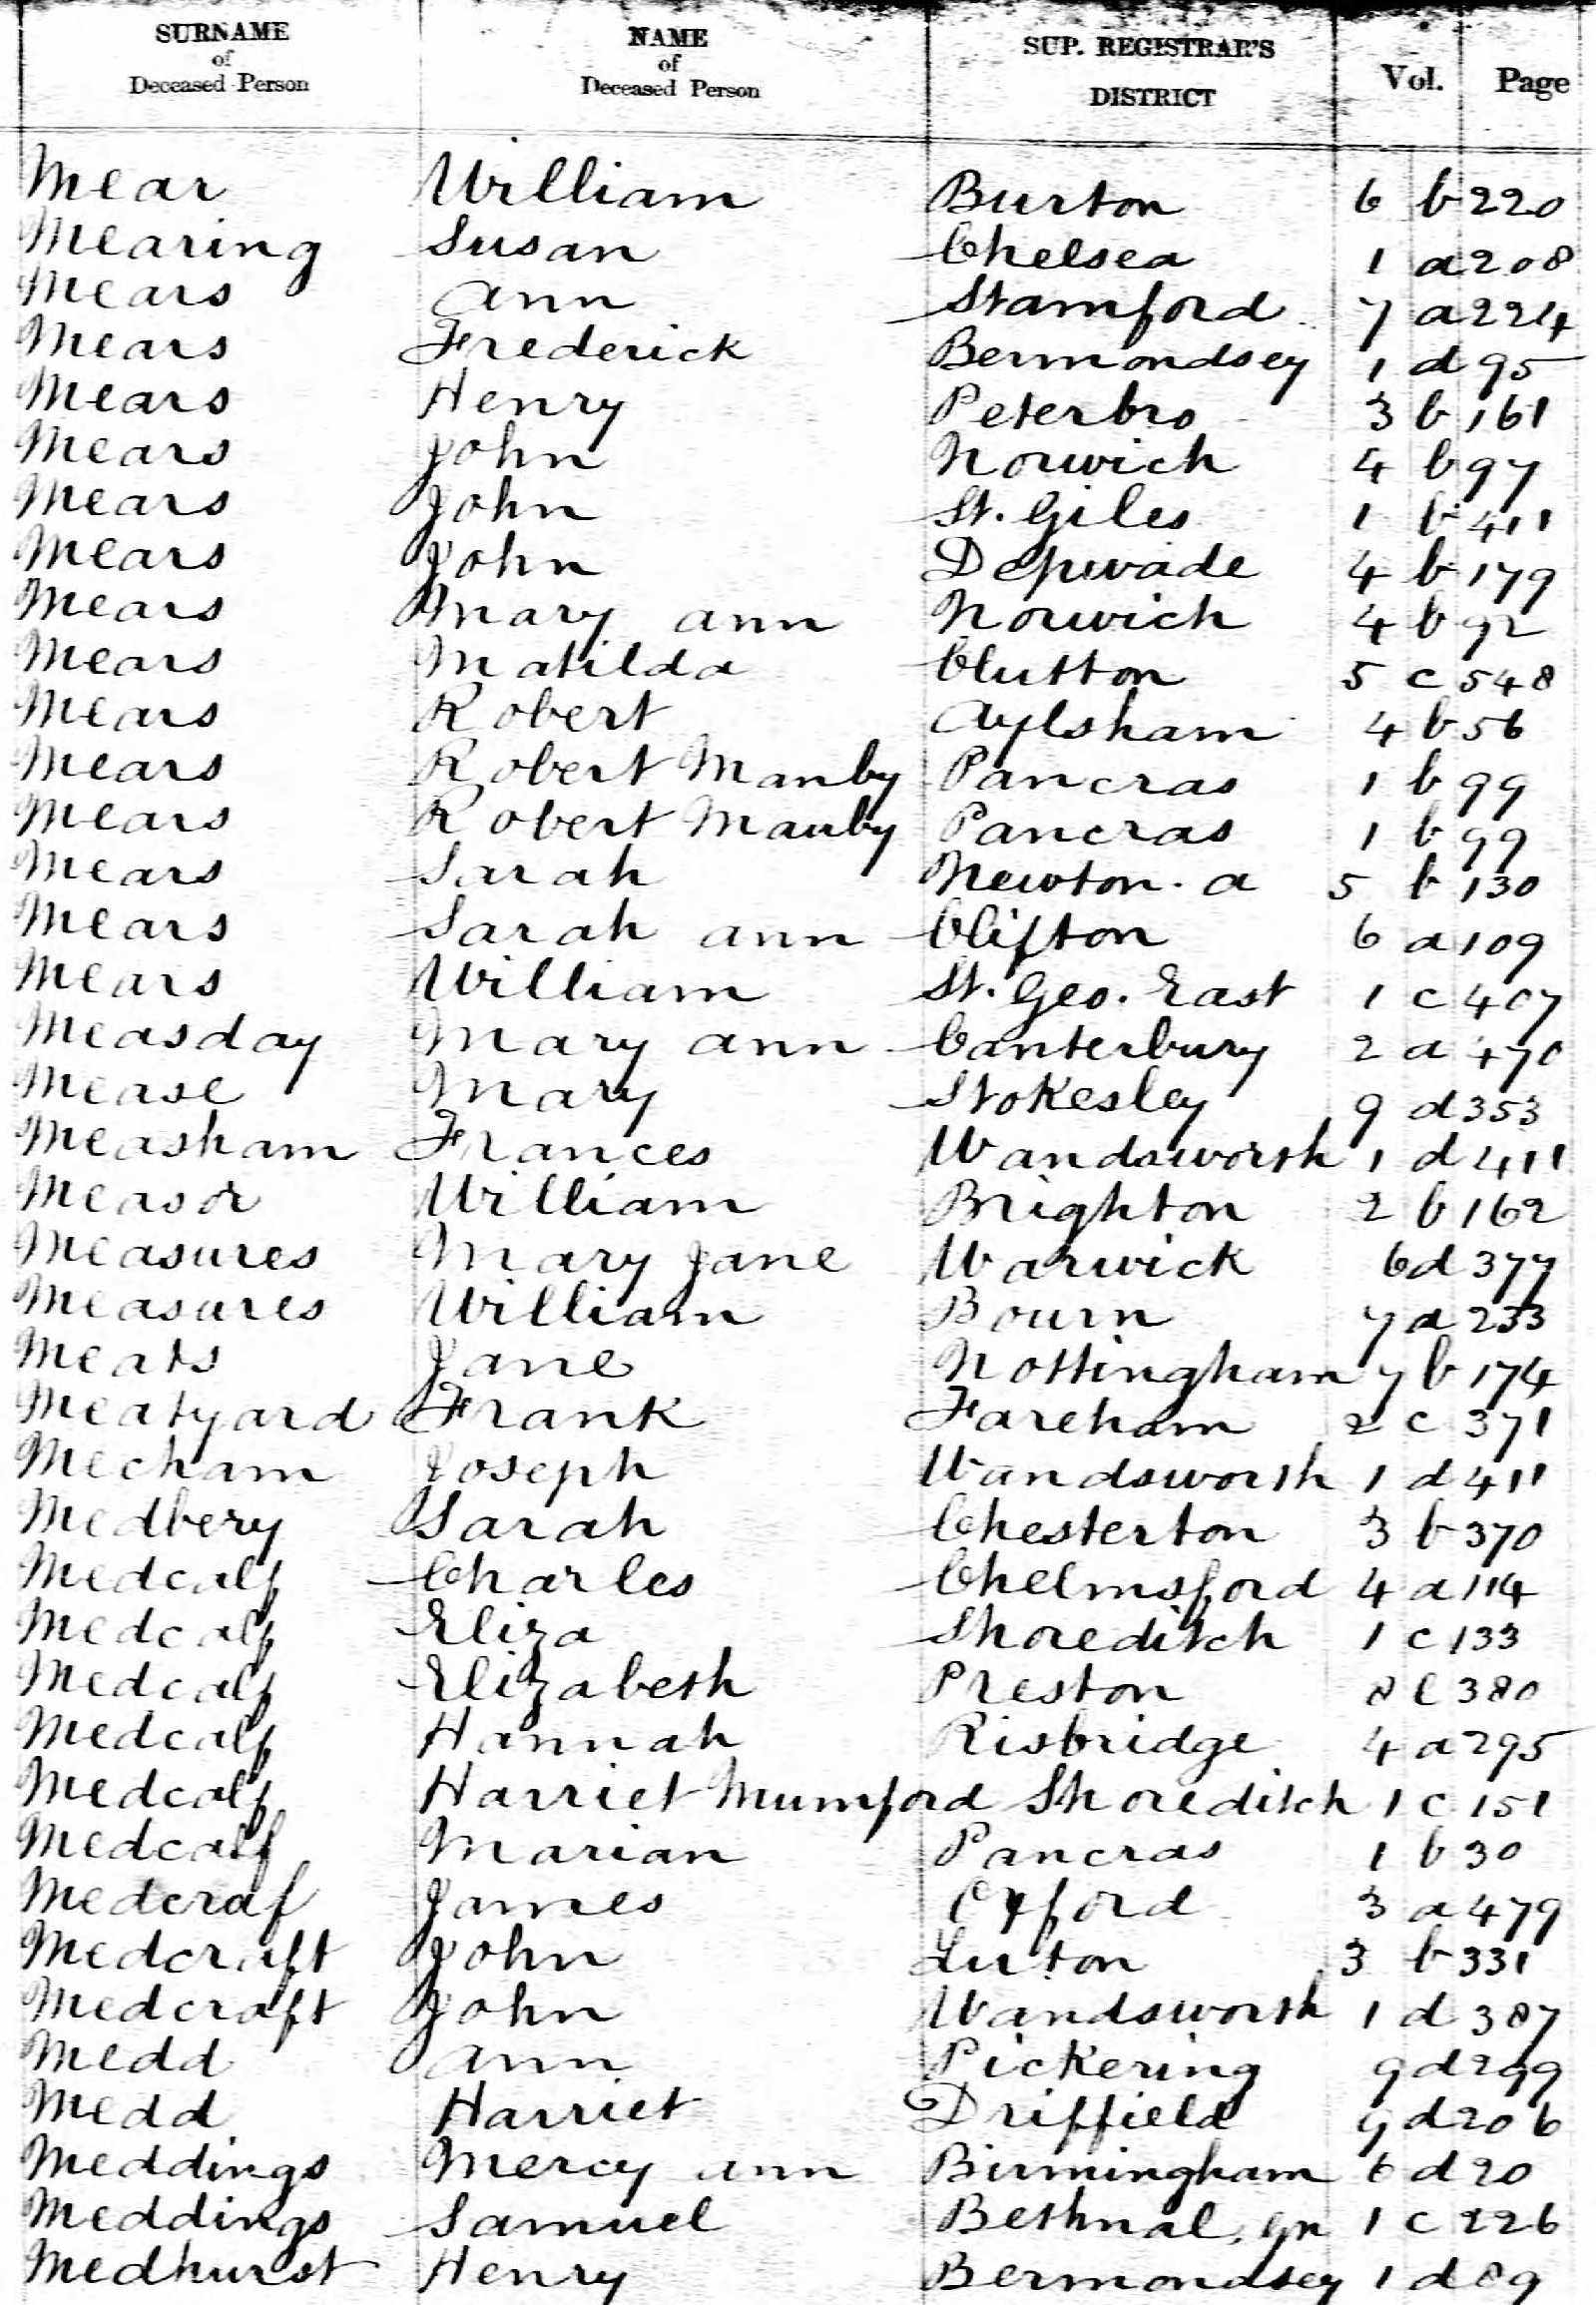 SURNAME NAME SUP. REGISTRAR'S Vol. Page
of of
Deceased Person Deceased Person DISTRICT
Mear William Burton 6 b 220
Mearing Susan Chelsea 1 a 208
Mears Ann Stamford 7 a 224
Mears Frederick Bermondsey 1 d 95
Mears Henry Peterbro 3 b 161
Mears John Norwich 4 b 97
Mears John St. Giles 1 b 411
Mears John Depwade 4 b 179
Mears Mary Ann Norwich 4 b 92
Mears Matilda Clutton 5 c 548
Mears Robert Aylsham 4 b 56
Mears Robert Manby Pancras 1 b 99
Mears Robert Mauby Pancras 1 b 99
Mears Sarah Newton. A 5 b 130
Mears Sarah Ann Clifton 6 a 109
Mears William St. Geo. East 1 c 407
Measday Mary Ann Canterbury 2 a 470
Mease Mary Stokesley 9 d 353
Measham Frances Wandsworth 1 d 411
Measor William Brighton 2 b 162
Measures Mary Jane Warwick 6 d 377
Measures William Bourn 7 a 233
Meats Jane Nottingham 7 b 174
Meatyard Frank Fareham 2 c 371
Mecham Joseph Wandsworth 1 d 411
Medbery Sarah Chesterton 3 b 370
Medcalf Charles Chelmsford 4 a 114
Medcalf Eliza Shoreditch 1 c 133
Medcalf Elizabeth Preston 8 e 380
Medcalf Hannah Risbridge 4 a 295
Medcalf Harriet Mumford Shoreditch 1 c 151
Medcalf Marian Pancras 1 b 30
Medcraf James Oxford 3 a 479
Medcraft John Luton 3 b 331
Medcraft John Wandsworth 1 d 387
Medd Ann Pickering 9 d 299
Medd Harriet Driffield 9 d 206
Meddings Mercy Ann Birmingham 6 d 20
Meddings Samuel Bethnal. Gn 1 c 226
Medhurst Henry Bermondsey 1 d 89